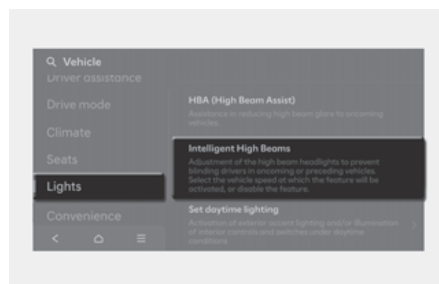 Vehicle
Driver assistance
Drive mode
Climate
Seats
Lights
Convenience
HBA (High Beam Assist)
Assistance in reducing high beam glare to oncoming
vehicles.
Intelligent High Beams
Adjustment of the high beam headlights to prevent
blinding drivers in oncoming or preceding vehicles.
Select the vehicle speed at which the feature will be
activated, or disable the feature.
Set daytime lighting
Activation of exterior accent lighting and/or illumination
of interior controls and switches under daytime
conditions